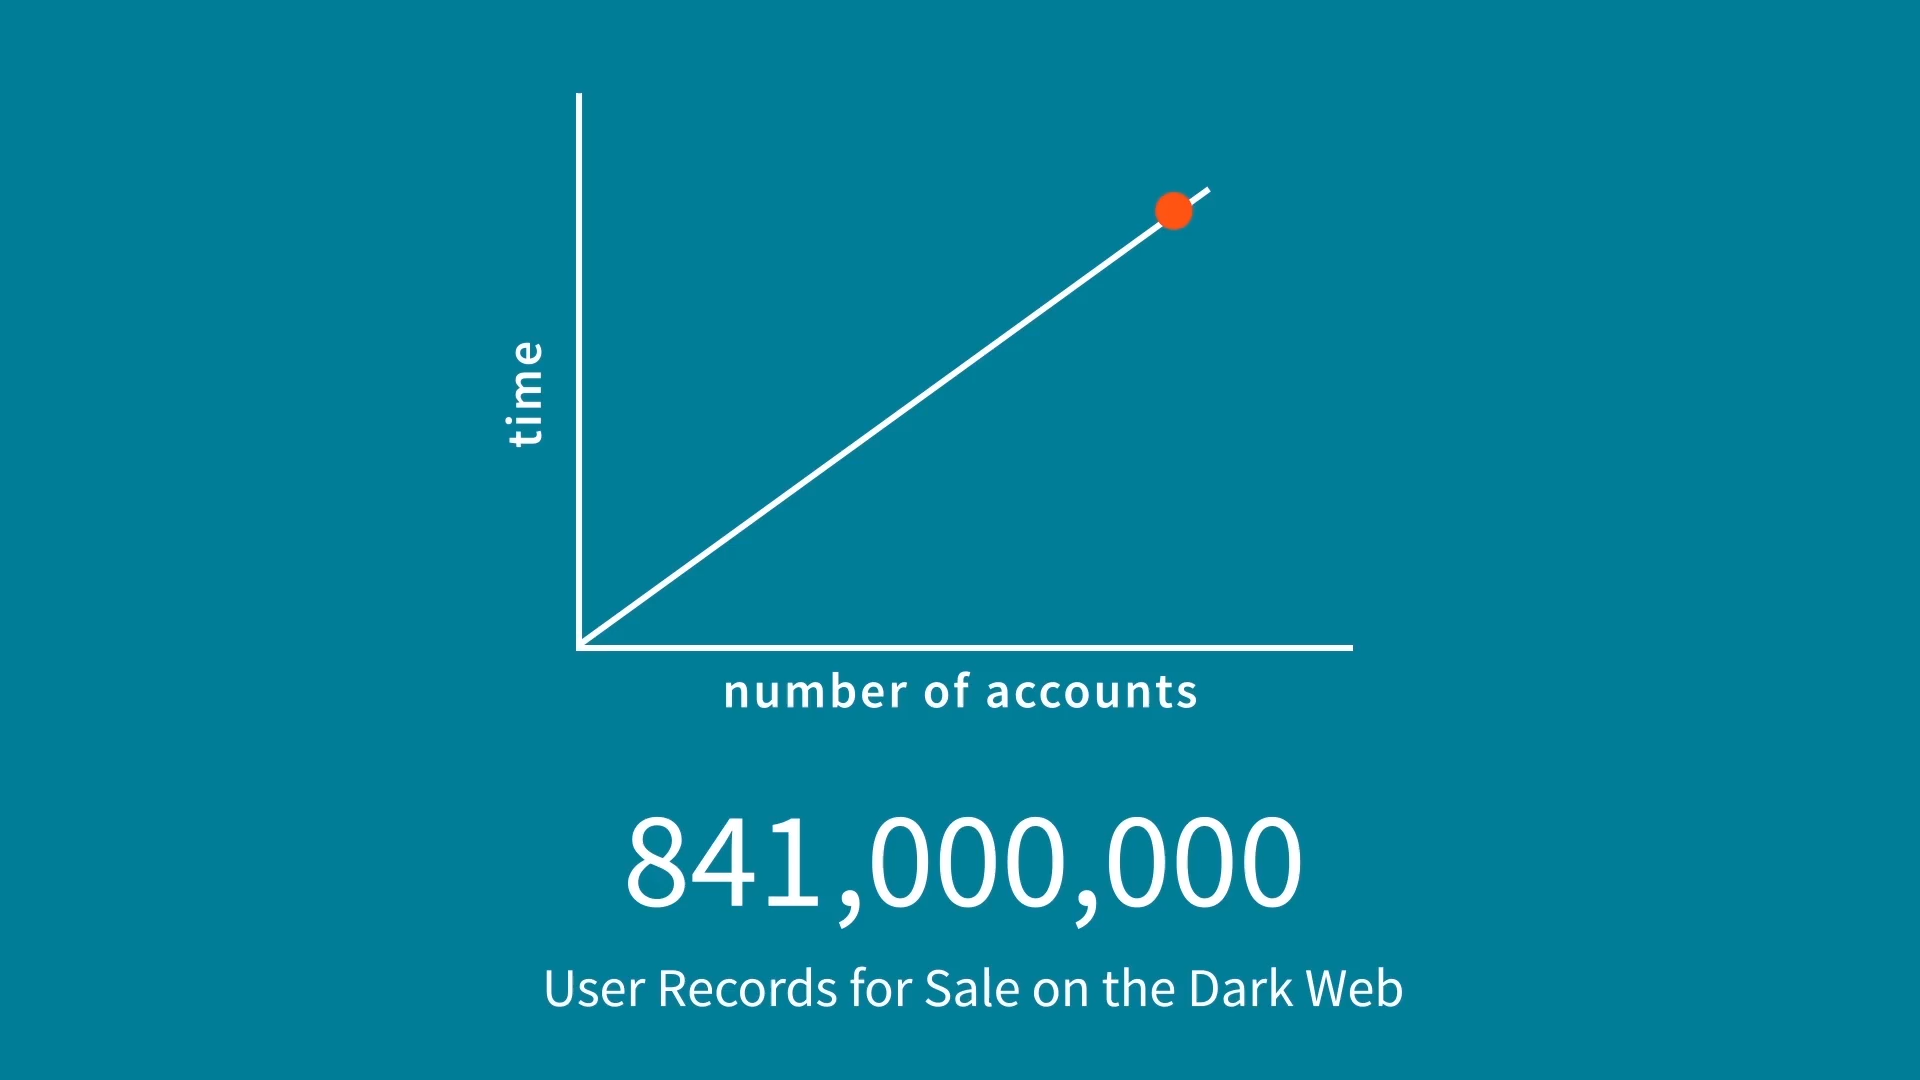 time
number of accounts
841,000,000
User Records for Sale on the Dark Web